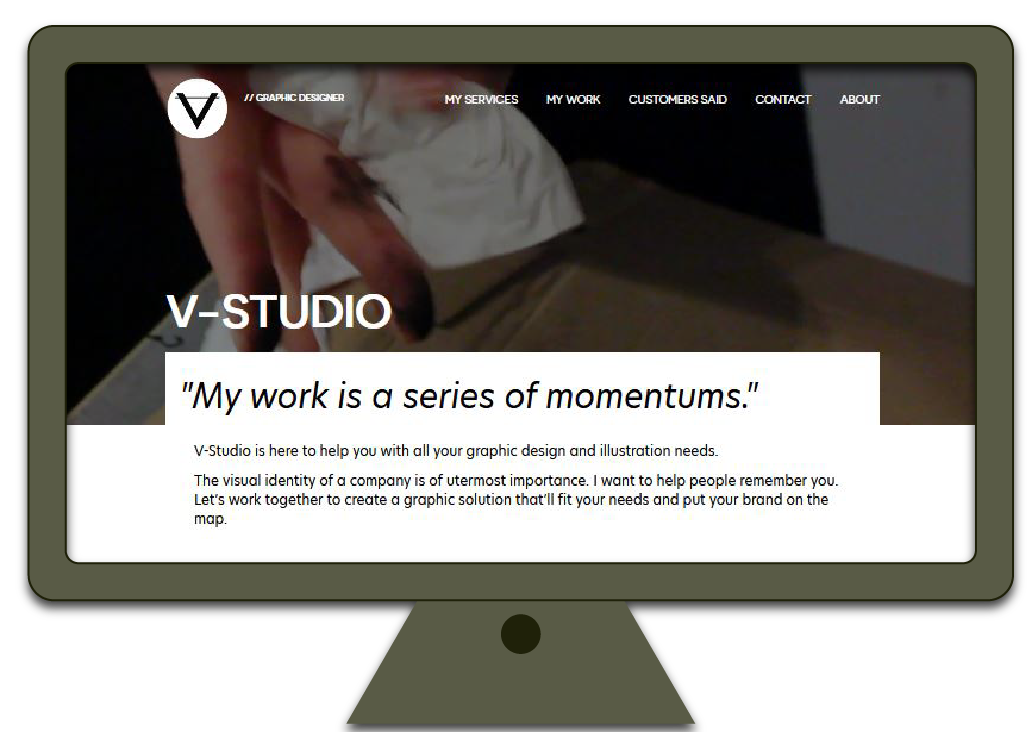 V
// GRAPHIC DESIGNER
MY SERVICES MY WORK CUSTOMERS SAID CONTACT ABOUT
V-STUDIO
"My work is a series of momentums."
V-Studio is here to help you with all your graphic design and illustration needs.
The visual identity of a company is of utermost importance. I want to help people remember you.
Let's work together to create a graphic solution that'll fit your needs and put your brand on the
map.